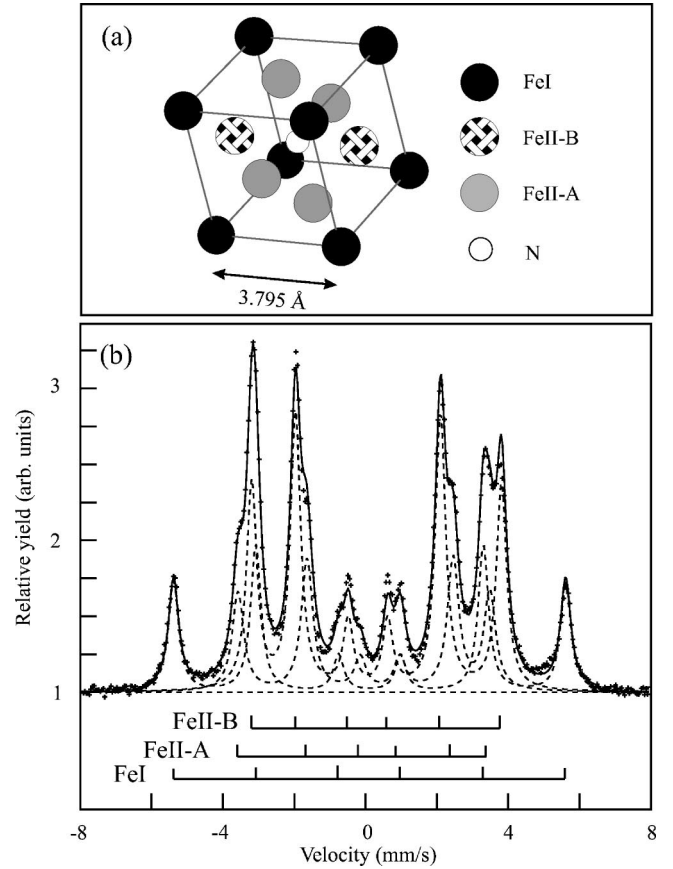 (a)
FeI
FeII-B
FeII-A
N
3.795 Å
(b)
3
2
1
Relative yield (arb. units)
FeII-B
FeII-A
FeI
-8 -4 0 4 8
Velocity (mm/s)